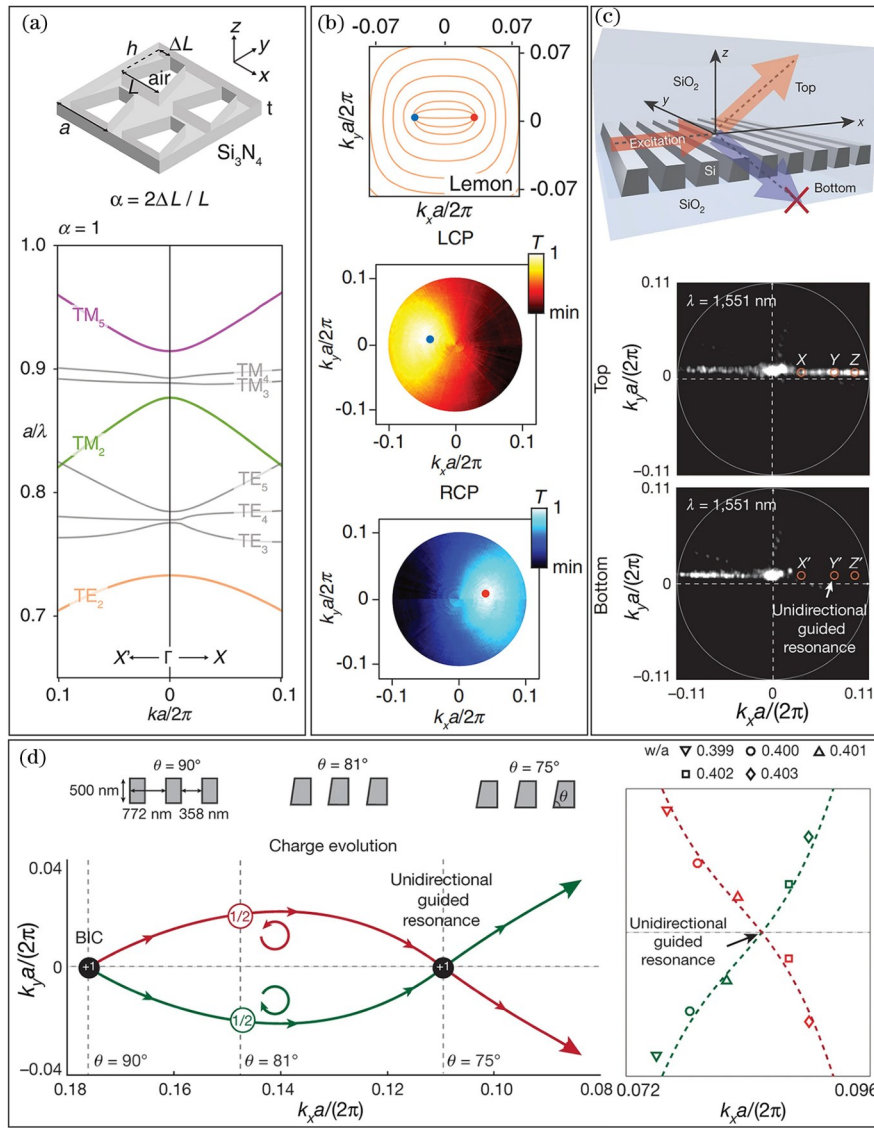 (a)
h
ΔL
z
y
x
L
air
a
t
Si₃N₄
α = 2ΔL / L
α = 1
1.0
TM₅
0.9
TM₄
TM₃
a/λ
TM₂
0.8
TE₅
TE₄
TE₃
TE₂
0.7
X' ← Γ → X
0.1 0 0.1
ka/2π
(b)
-0.07 0 0.07
0.07
kᵧa/2π
Lemon
-0.07
kₓa/2π
LCP
T
1
min
0.1
kᵧa/2π
0
-0.1
-0.1 0 0.1
kₓa/2π
RCP
T
1
min
0.1
kᵧa/2π
0
-0.1
-0.1 0 0.1
kₓa/2π
(c)
z
SiO₂
Top
y
x
Excitation
Si
Bottom
SiO₂
0.11
λ = 1,551 nm
X Y Z
Top
kᵧa/(2π)
0
−0.11
0.11
λ = 1,551 nm
X' Y' Z'
Bottom
kᵧa/(2π)
0
Unidirectional
guided
resonance
−0.11
−0.11 0 0.11
kₓa/(2π)
(d)
θ = 90° θ = 81° θ = 75°
500 nm
772 nm 358 nm
θ
Charge evolution
0.04
Unidirectional
guided
resonance
BIC
1/2
kᵧa/(2π)
0
+1
+1
1/2
−0.04
θ = 90° θ = 81° θ = 75°
0.18 0.16 0.14 0.12 0.10 0.08
kₓa/(2π)
w/a ▽ 0.399 ○ 0.400 △ 0.401
□ 0.402 ◇ 0.403
Unidirectional
guided
resonance
0.072 0.096
kₓa/(2π)